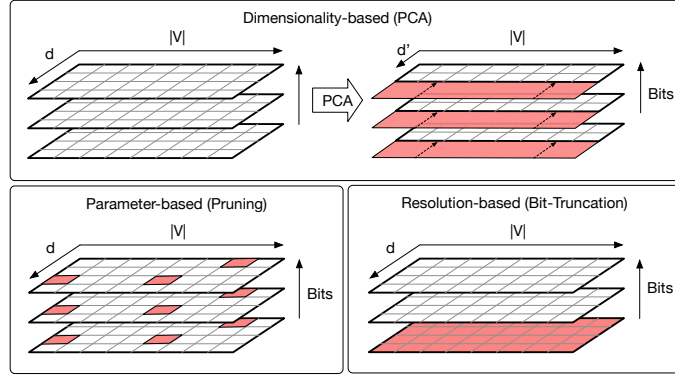 Dimensionality-based (PCA)
d
|V|
PCA
d'
|V|
Bits
Parameter-based (Pruning)
d
|V|
Bits
Resolution-based (Bit-Truncation)
d
|V|
Bits